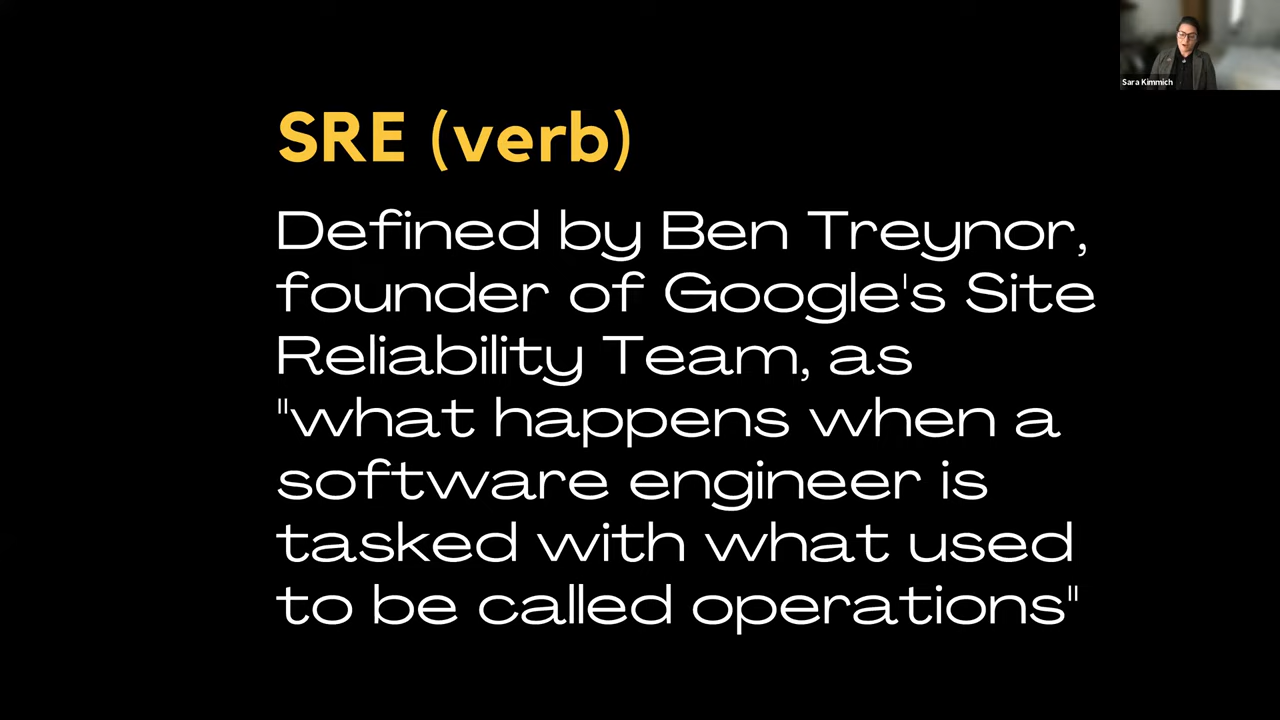 Sara Kimmich
SRE (verb)
Defined by Ben Treynor,
founder of Google's Site
Reliability Team, as
"what happens when a
software engineer is
tasked with what used
to be called operations"